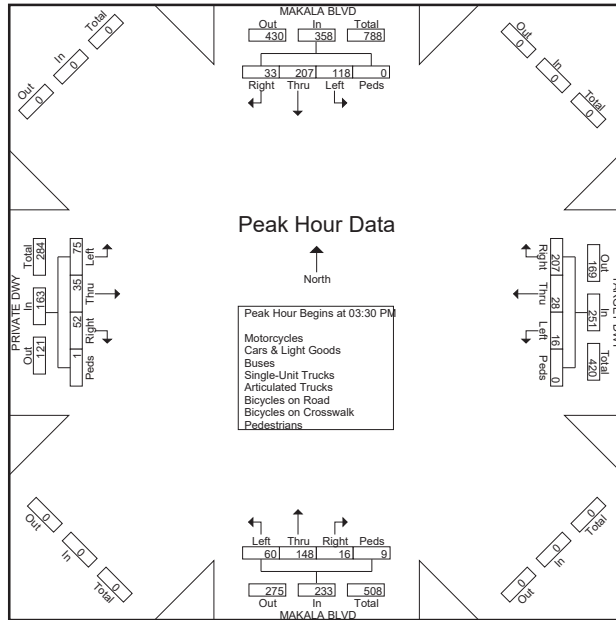 MAKALA BLVD
Out In Total
430 358 788
33 207 118 0
Right Thru Left Peds
Out In Total
0 0 0
Out In Total
0 0 0
Peak Hour Data
North
Peak Hour Begins at 03:30 PM
Motorcycles
Cars & Light Goods
Buses
Single-Unit Trucks
Articulated Trucks
Bicycles on Road
Bicycles on Crosswalk
Pedestrians
PRIVATE DWY
Out In Total
121 163 284
Peds Right Thru Left
1 52 35 75
Right Thru Left Peds
207 28 16 0
Out In Total
169 251 420
TARGET DWY
Left Thru Right Peds
60 148 16 9
275 233 508
Out In Total
MAKALA BLVD
0 0 0
Out In Total
0 0 0
Out In Total